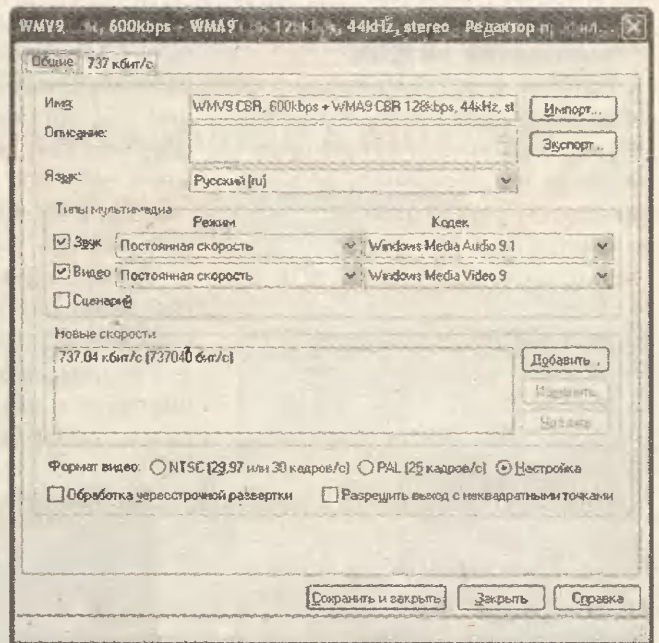 WMV9 600kbps - WMA9 128kbps, 44kHz, stereo Редактор
Общие 737 кбит/с
Имя: WMV9 CBR, 600kbps + WMA9 CBR 128kbps, 44kHz, st Импорт...
Описание: Экспорт...
Язык: Русский [ru]
Типы мультимедиа
Режим Кодек
Звук Постоянная скорость Windows Media Audio 9.1
Видео Постоянная скорость Windows Media Video 9
Сценарий
Новые скорости
737,04 кбит/с (737040 бит/с) Добавить...
Изменить
Формат видео: NTSC (29,97 или 30 кадров/с) PAL (25 кадров/с) Настройка
Обработка чересстрочной развертки Разрешить выход с неквадратными точками
Сохранить и закрыть Закрыть Справка